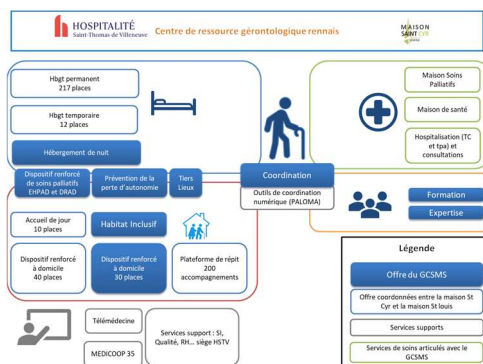 HOSPITALITÉ
Saint-Thomas de Villeneuve
Centre de ressource gérontologique rennais
MAISON
SAINT CYR
Hbgt permanent
217 places
Hbgt temporaire
12 places
Hébergement de nuit
Dispositif renforcé
de soins palliatifs
EHPAD et DRAD
Prévention de la
perte d'autonomie
Tiers
Lieux
Coordination
Outils de coordination
numérique (PALOMA)
Maison Soins
Palliatifs
Maison de santé
Hospitalisation (TC
et tpa) et
consultations
Formation
Expertise
Accueil de jour
10 places
Habitat Inclusif
Dispositif renforcé
à domicile
40 places
Dispositif renforcé
à domicile
30 places
Plateforme de répit
200
accompagnements
Télémédecine
MEDICOOP 35
Services support : SI,
Qualité, RH... siège HSTV
Légende
Offre du GCSMS
Offre coordonnées entre la maison St
Cyr et la maison St louis
Services supports
Services de soins articulés avec le
GCSMS